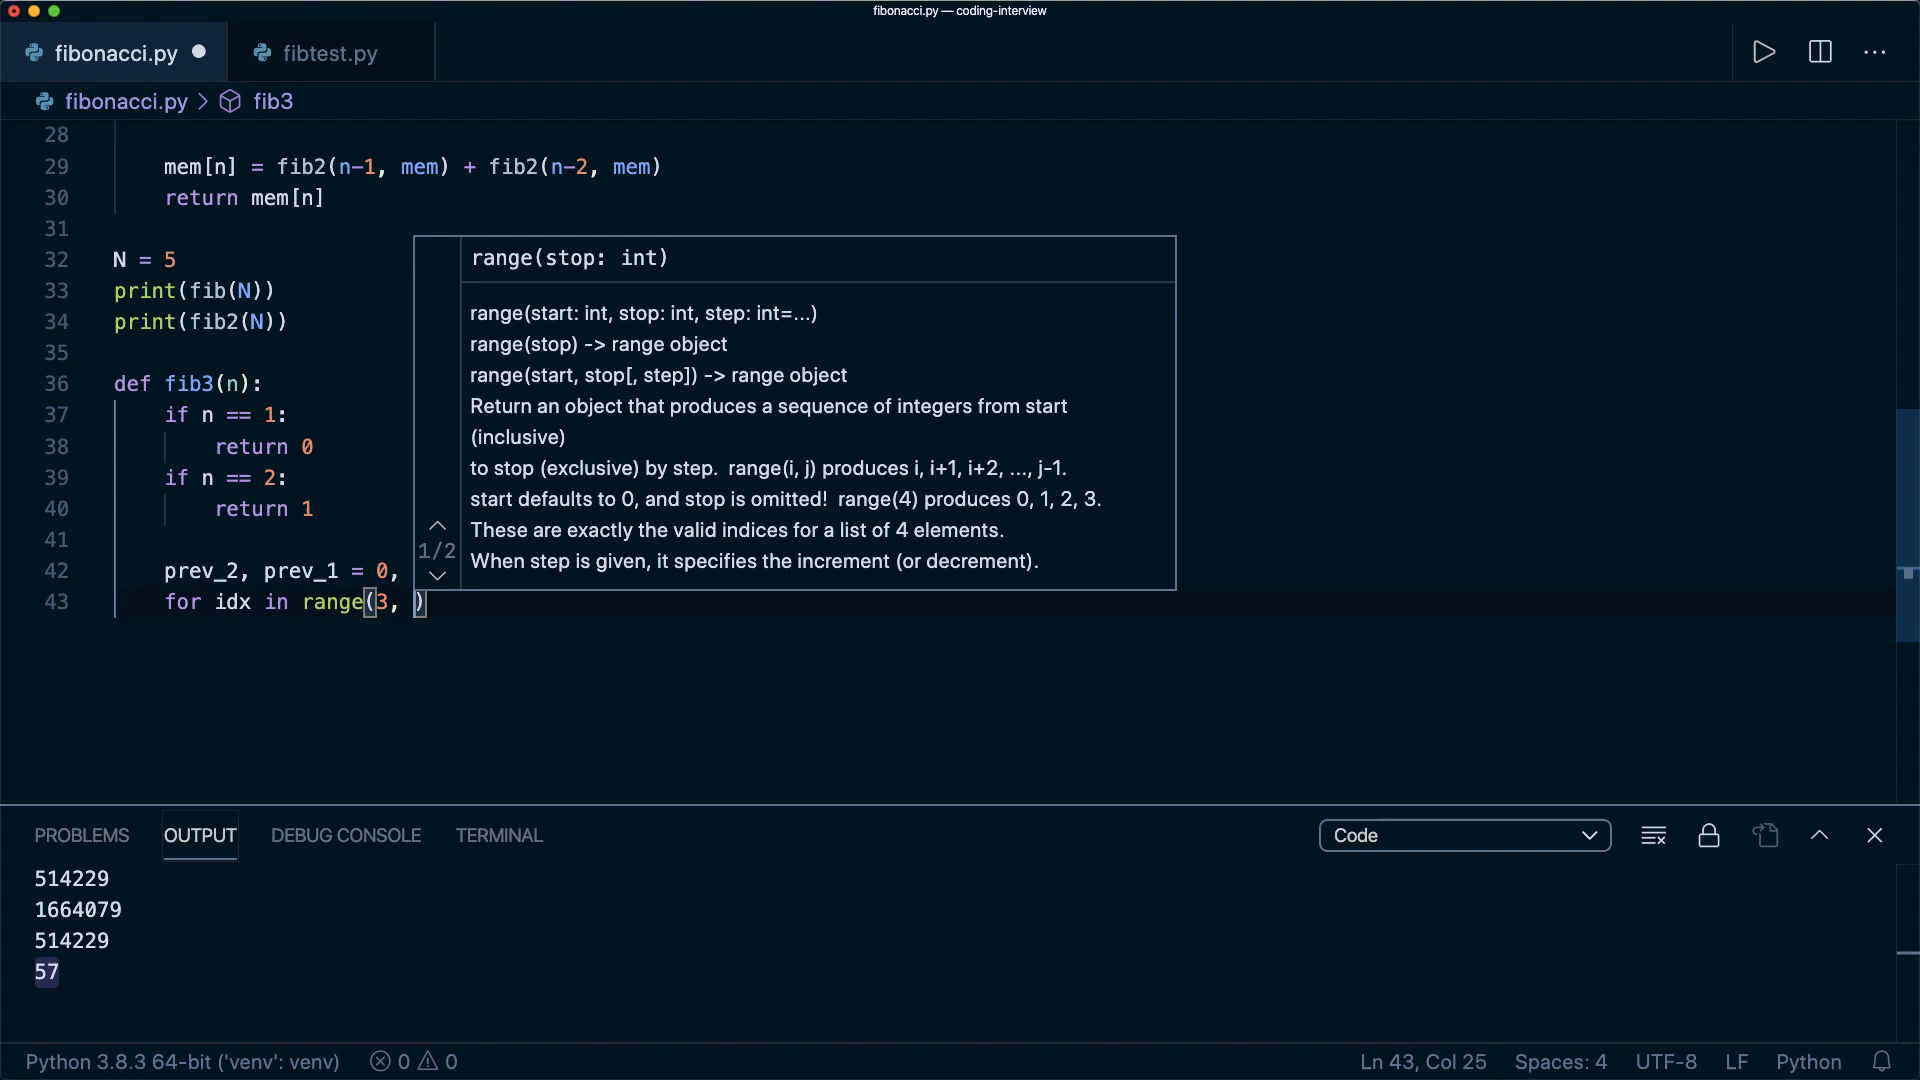 fibonacci.py — coding-interview
fibonacci.py fibtest.py
fibonacci.py > fib3
28
29 mem[n] = fib2(n-1, mem) + fib2(n-2, mem)
30 return mem[n]
31
32 N = 5
33 print(fib(N))
34 print(fib2(N))
35
36 def fib3(n):
37 if n == 1:
38 return 0
39 if n == 2:
40 return 1
41
42 prev_2, prev_1 = 0,
43 for idx in range(3, )
range(stop: int)
range(start: int, stop: int, step: int=...)
range(stop) -> range object
range(start, stop[, step]) -> range object
Return an object that produces a sequence of integers from start
(inclusive)
to stop (exclusive) by step. range(i, j) produces i, i+1, i+2, ..., j-1.
start defaults to 0, and stop is omitted! range(4) produces 0, 1, 2, 3.
These are exactly the valid indices for a list of 4 elements.
When step is given, it specifies the increment (or decrement).
1/2
PROBLEMS OUTPUT DEBUG CONSOLE TERMINAL Code
514229
1664079
514229
57
Python 3.8.3 64-bit ('venv': venv) 0 0 Ln 43, Col 25 Spaces: 4 UTF-8 LF Python